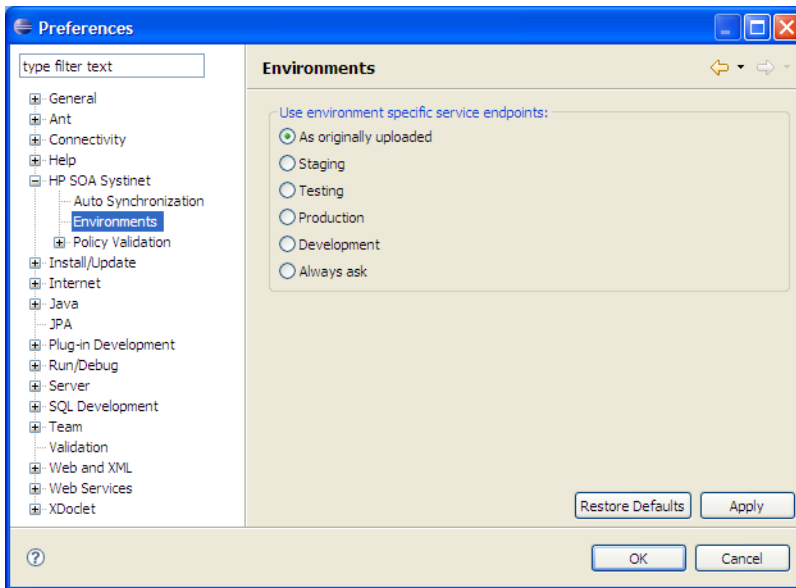 Preferences
type filter text
General
Ant
Connectivity
Help
HP SOA Systinet
Auto Synchronization
Environments
Policy Validation
Install/Update
Internet
Java
JPA
Plug-in Development
Run/Debug
Server
SQL Development
Team
Validation
Web and XML
Web Services
XDoclet
Environments
Use environment specific service endpoints:
As originally uploaded
Staging
Testing
Production
Development
Always ask
Restore Defaults
Apply
?
OK
Cancel